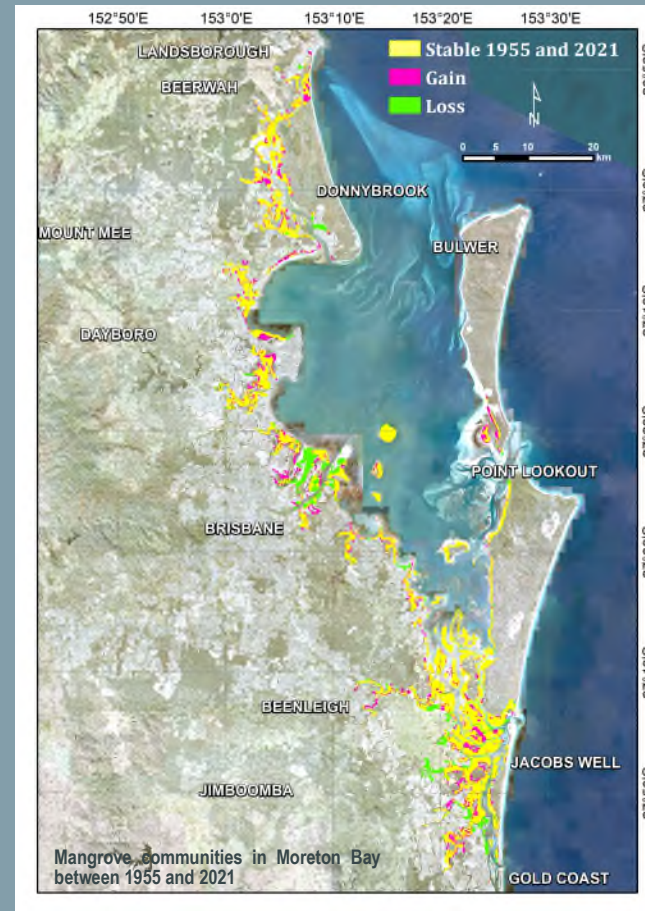 152°50'E 153°0'E 153°10'E 153°20'E 153°30'E
LANDSBOROUGH
BEERWAH
Stable 1955 and 2021
Gain
Loss
N
0 5 10 20
km
DONNYBROOK
MOUNT MEE
BULWER
DAYBORO
POINT LOOKOUT
BRISBANE
BEENLEIGH
JACOBS WELL
JIMBOOMBA
Mangrove communities in Moreton Bay
between 1955 and 2021
GOLD COAST